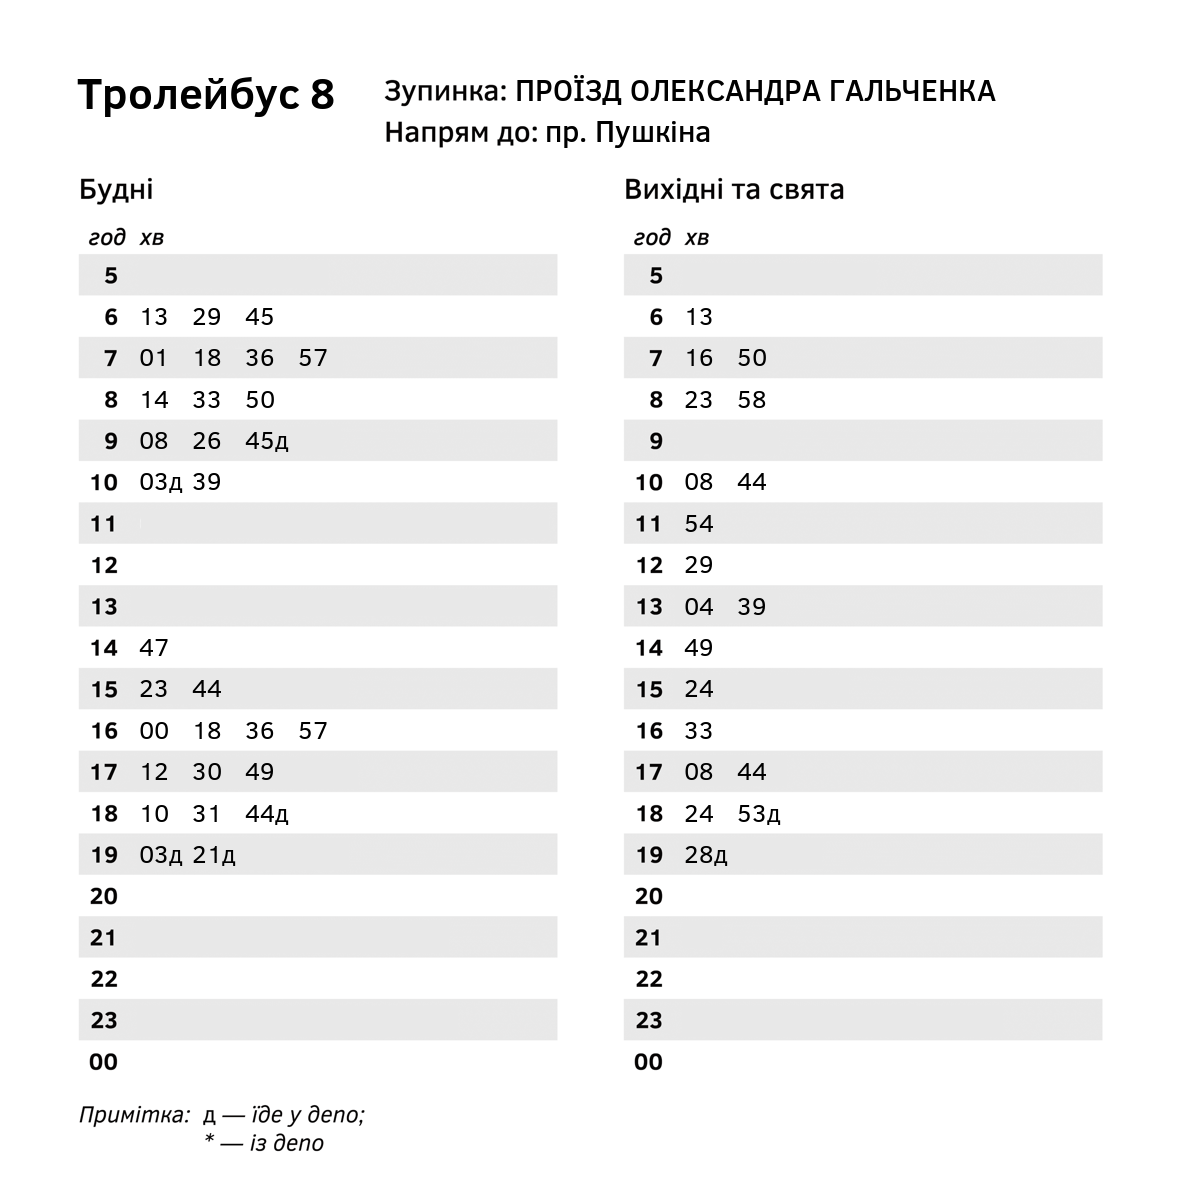 Тролейбус 8
Зупинка: ПРОЇЗД ОЛЕКСАНДРА ГАЛЬЧЕНКА
Напрям до: пр. Пушкіна
Будні
год хв
5
6 13 29 45
7 01 18 36 57
8 14 33 50
9 08 26 45д
10 03д 39
11
12
13
14 47
15 23 44
16 00 18 36 57
17 12 30 49
18 10 31 44д
19 03д 21д
20
21
22
23
00
Вихідні та свята
год хв
5
6 13
7 16 50
8 23 58
9
10 08 44
11 54
12 29
13 04 39
14 49
15 24
16 33
17 08 44
18 24 53д
19 28д
20
21
22
23
00
Примітка: д — їде у депо;
* — із депо